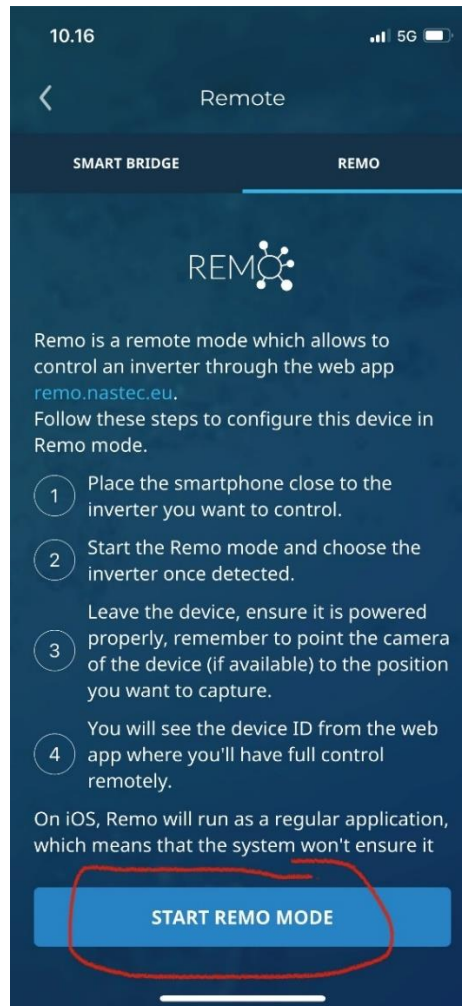 10.16
5G
Remote
SMART BRIDGE
REMO
REMO
Remo is a remote mode which allows to
control an inverter through the web app
remo.nastec.eu.
Follow these steps to configure this device in
Remo mode.
1 Place the smartphone close to the
inverter you want to control.
2 Start the Remo mode and choose the
inverter once detected.
3 Leave the device, ensure it is powered
properly, remember to point the camera
of the device (if available) to the position
you want to capture.
4 You will see the device ID from the web
app where you'll have full control
remotely.
On iOS, Remo will run as a regular application,
which means that the system won't ensure it
START REMO MODE